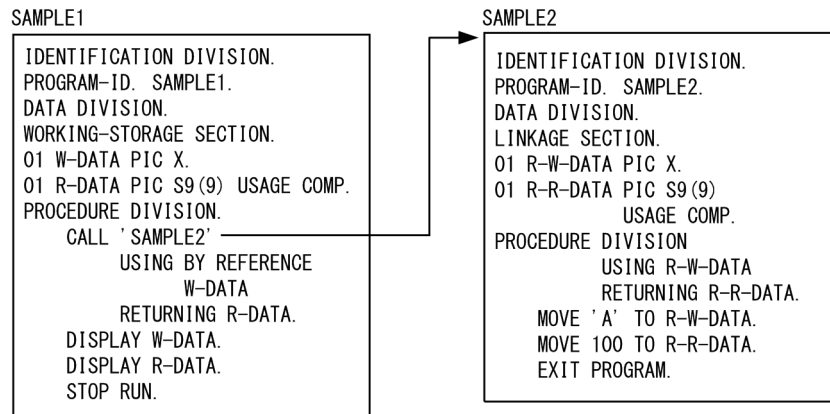 SAMPLE1
IDENTIFICATION DIVISION.
PROGRAM-ID. SAMPLE1.
DATA DIVISION.
WORKING-STORAGE SECTION.
01 W-DATA PIC X.
01 R-DATA PIC S9(9) USAGE COMP.
PROCEDURE DIVISION.
CALL 'SAMPLE2'
USING BY REFERENCE
W-DATA
RETURNING R-DATA.
DISPLAY W-DATA.
DISPLAY R-DATA.
STOP RUN.
SAMPLE2
IDENTIFICATION DIVISION.
PROGRAM-ID. SAMPLE2.
DATA DIVISION.
LINKAGE SECTION.
01 R-W-DATA PIC X.
01 R-R-DATA PIC S9(9)
USAGE COMP.
PROCEDURE DIVISION
USING R-W-DATA
RETURNING R-R-DATA.
MOVE 'A' TO R-W-DATA.
MOVE 100 TO R-R-DATA.
EXIT PROGRAM.